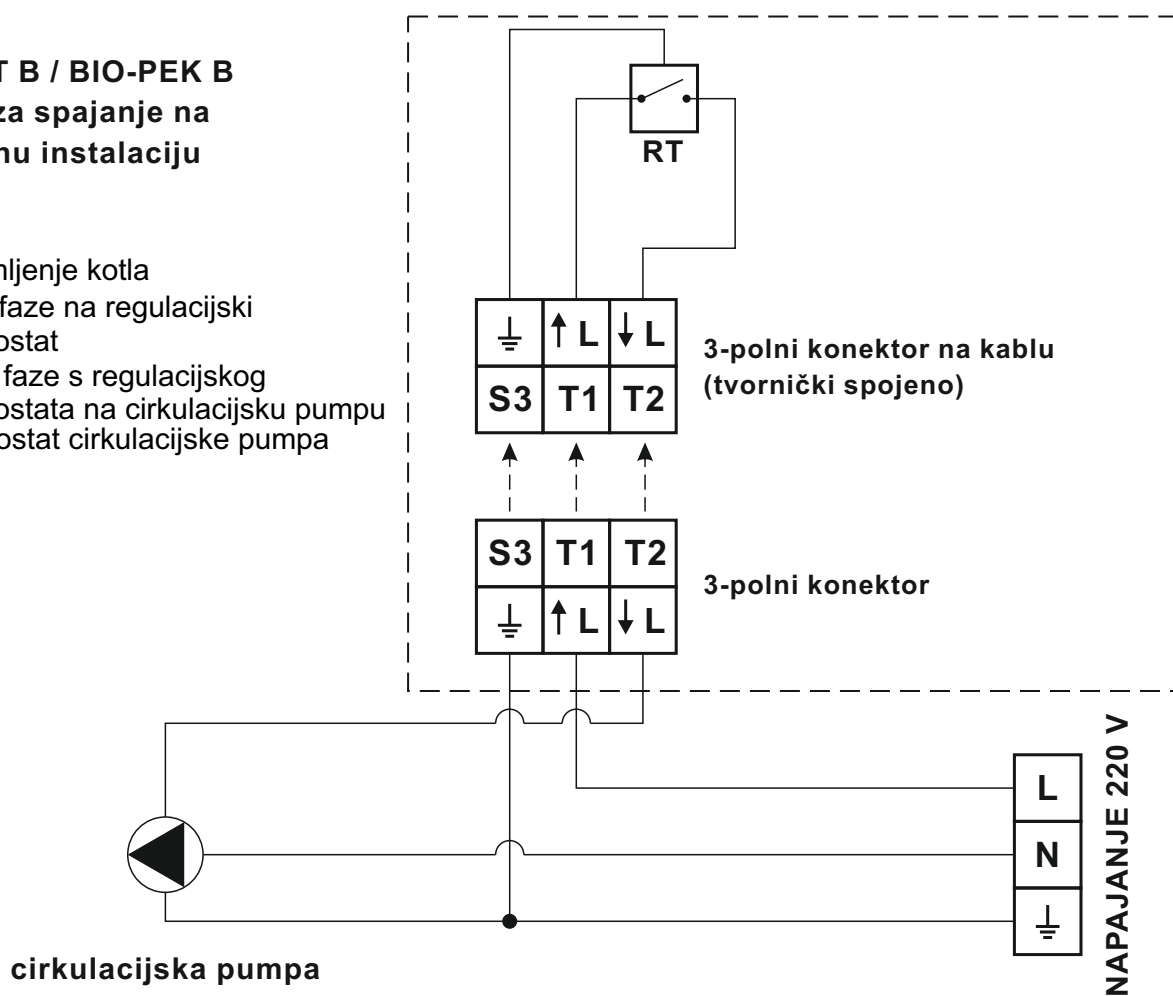 T B / BIO-PEK B
za spajanje na
nu instalaciju
nljenje kotla
faze na regulacijski
ostat
faze s regulacijskog
ostata na cirkulacijsku pumpu
ostat cirkulacijske pumpa
RT
L L
S3 T1 T2
3-polni konektor na kablu
(tvornički spojeno)
S3 T1 T2
L L
3-polni konektor
L
N
NAPAJANJE 220 V
cirkulacijska pumpa